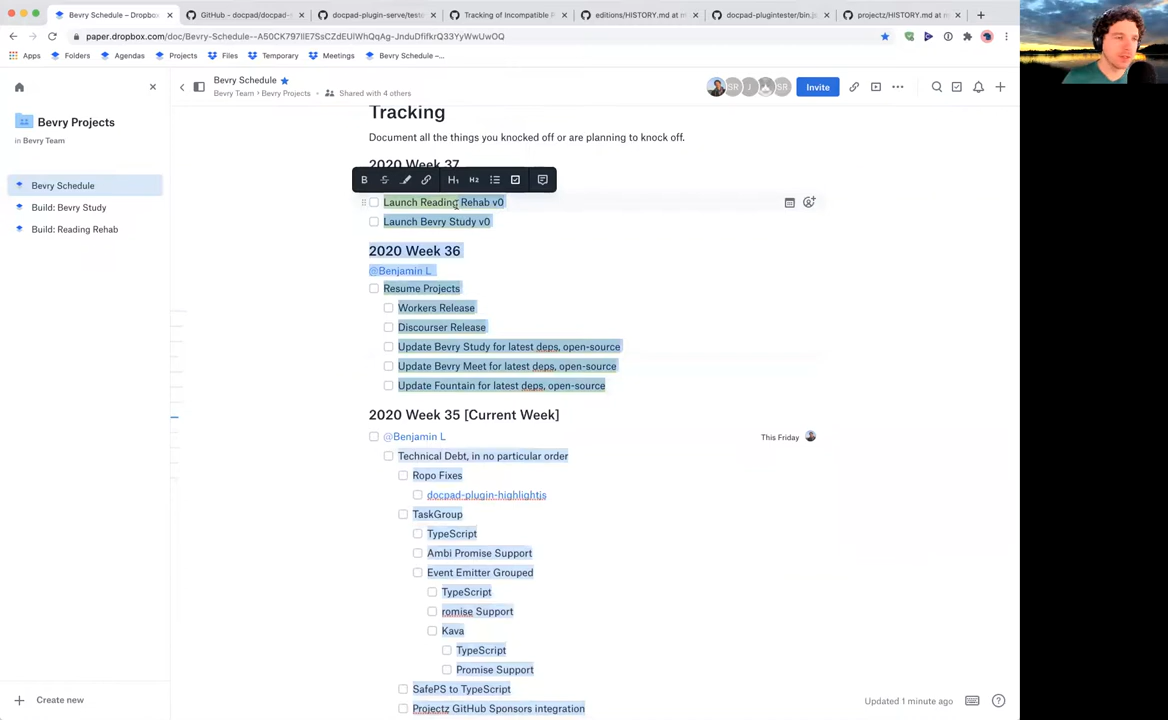 Bevry Schedule – Dropbox
GitHub - docpad/docpad-
docpad-plugin-serve/teste
Tracking of Incompatible F
editions/HISTORY.md at m
docpad-plugintester/bin.js
projectz/HISTORY.md at m
paper.dropbox.com/doc/Bevry-Schedule--A50CK797IlE7SsCZdEUlWhQqAg-JnduDfifkrQ33YyWwUwOQ
Apps
Folders
Agendas
Projects
Files
Temporary
Meetings
Bevry Schedule –...
Bevry Schedule
Bevry Team › Bevry Projects
Shared with 4 others
SR
J
SR
Invite
Bevry Projects
in Bevry Team
Bevry Schedule
Build: Bevry Study
Build: Reading Rehab
Tracking
Document all the things you knocked off or are planning to knock off.
2020 Week 37
B
S
H1
H2
Launch Reading Rehab v0
Launch Bevry Study v0
2020 Week 36
@Benjamin L
Resume Projects
Workers Release
Discourser Release
Update Bevry Study for latest deps, open-source
Update Bevry Meet for latest deps, open-source
Update Fountain for latest deps, open-source
2020 Week 35 [Current Week]
@Benjamin L
This Friday
Technical Debt, in no particular order
Ropo Fixes
docpad-plugin-highlightjs
TaskGroup
TypeScript
Ambi Promise Support
Event Emitter Grouped
TypeScript
romise Support
Kava
TypeScript
Promise Support
SafePS to TypeScript
Projectz GitHub Sponsors integration
Create new
Updated 1 minute ago